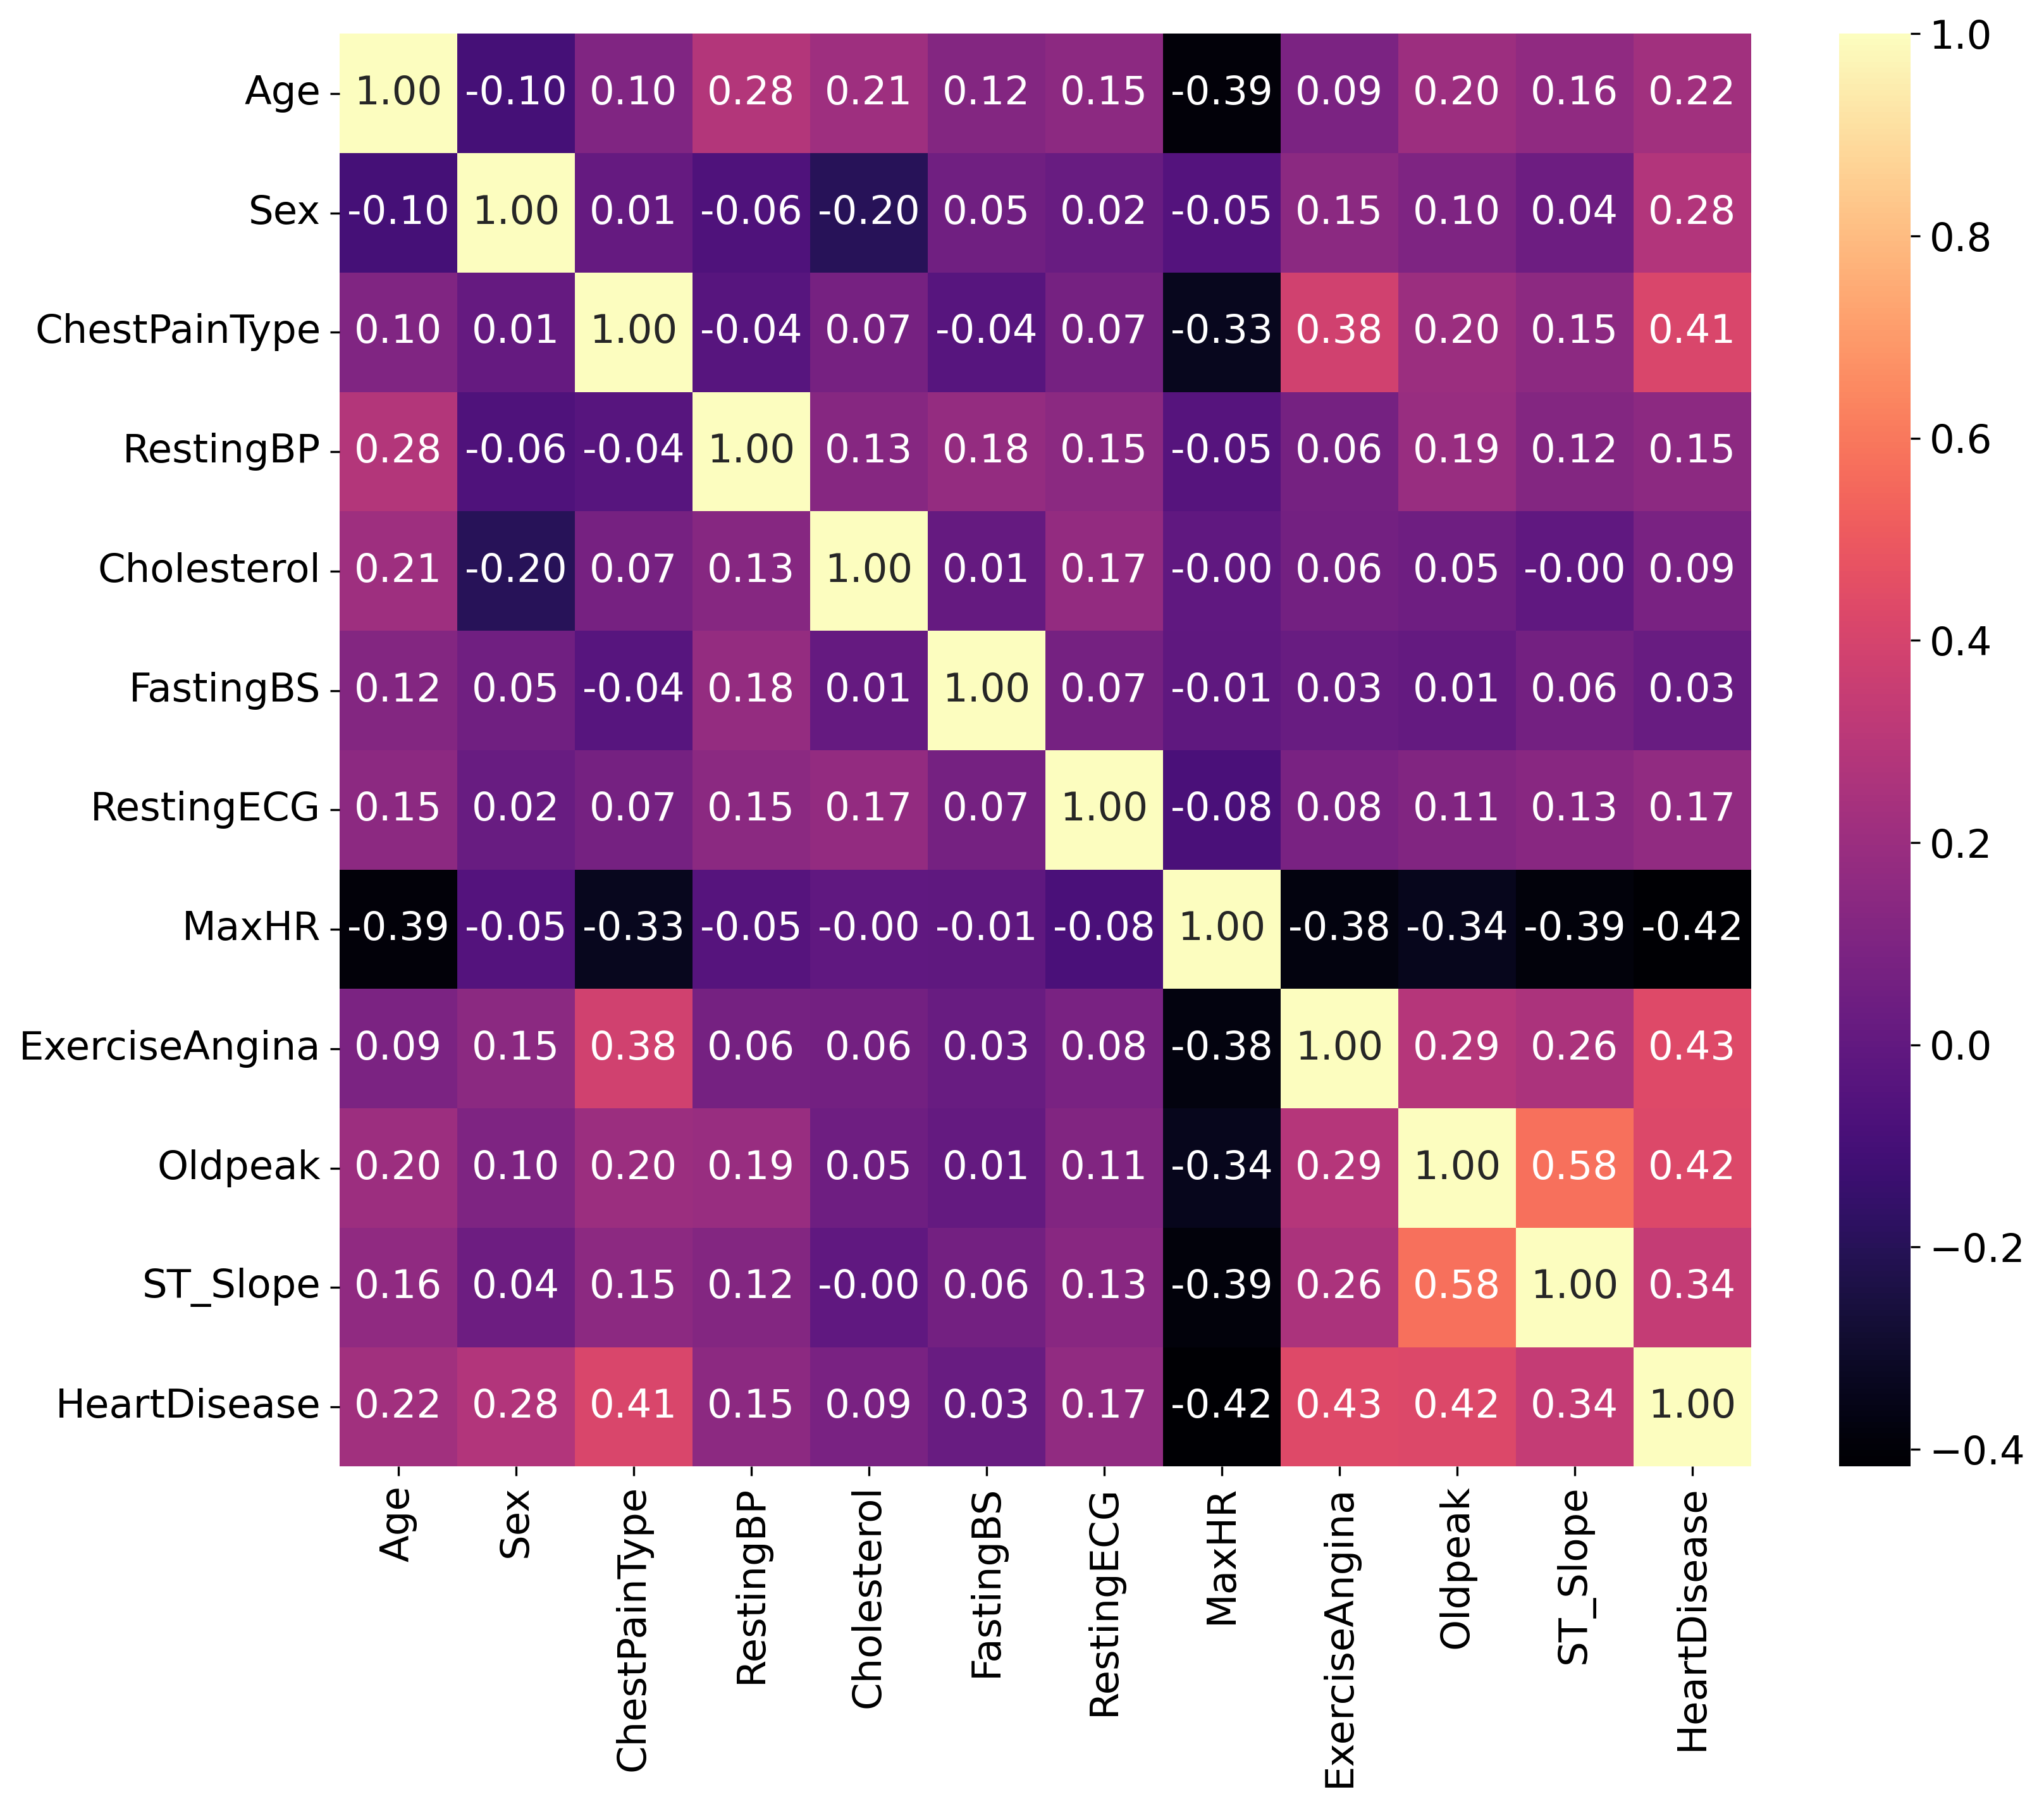 Age 1.00 -0.10 0.10 0.28 0.21 0.12 0.15 -0.39 0.09 0.20 0.16 0.22
Sex -0.10 1.00 0.01 -0.06 -0.20 0.05 0.02 -0.05 0.15 0.10 0.04 0.28
ChestPainType 0.10 0.01 1.00 -0.04 0.07 -0.04 0.07 -0.33 0.38 0.20 0.15 0.41
RestingBP 0.28 -0.06 -0.04 1.00 0.13 0.18 0.15 -0.05 0.06 0.19 0.12 0.15
Cholesterol 0.21 -0.20 0.07 0.13 1.00 0.01 0.17 -0.00 0.06 0.05 -0.00 0.09
FastingBS 0.12 0.05 -0.04 0.18 0.01 1.00 0.07 -0.01 0.03 0.01 0.06 0.03
RestingECG 0.15 0.02 0.07 0.15 0.17 0.07 1.00 -0.08 0.08 0.11 0.13 0.17
MaxHR -0.39 -0.05 -0.33 -0.05 -0.00 -0.01 -0.08 1.00 -0.38 -0.34 -0.39 -0.42
ExerciseAngina 0.09 0.15 0.38 0.06 0.06 0.03 0.08 -0.38 1.00 0.29 0.26 0.43
Oldpeak 0.20 0.10 0.20 0.19 0.05 0.01 0.11 -0.34 0.29 1.00 0.58 0.42
ST_Slope 0.16 0.04 0.15 0.12 -0.00 0.06 0.13 -0.39 0.26 0.58 1.00 0.34
HeartDisease 0.22 0.28 0.41 0.15 0.09 0.03 0.17 -0.42 0.43 0.42 0.34 1.00
Age
Sex
ChestPainType
RestingBP
Cholesterol
FastingBS
RestingECG
MaxHR
ExerciseAngina
Oldpeak
ST_Slope
HeartDisease
1.0
0.8
0.6
0.4
0.2
0.0
−0.2
−0.4